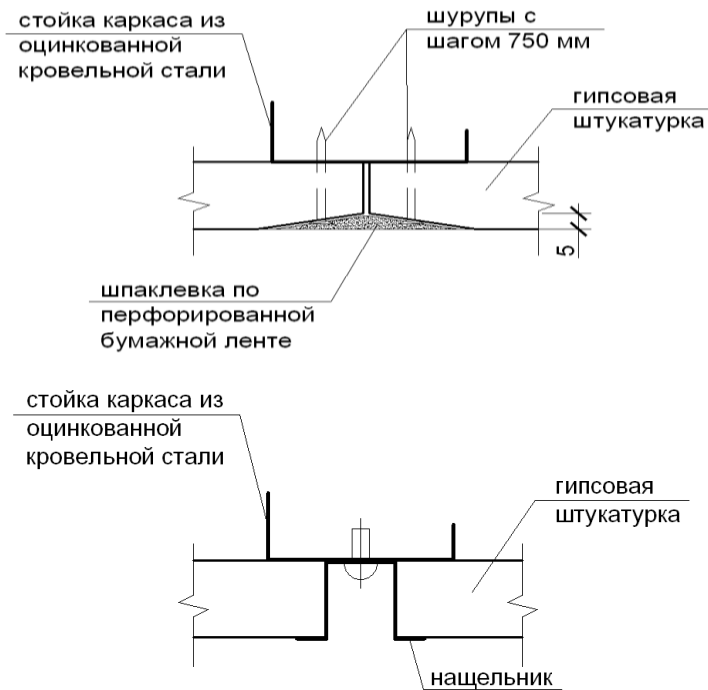 стойка каркаса из
оцинкованной
кровельной стали
шурупы с
шагом 750 мм
гипсовая
штукатурка
5
шпаклевка по
перфорированной
бумажной ленте
стойка каркаса из
оцинкованной
кровельной стали
гипсовая
штукатурка
нащельник